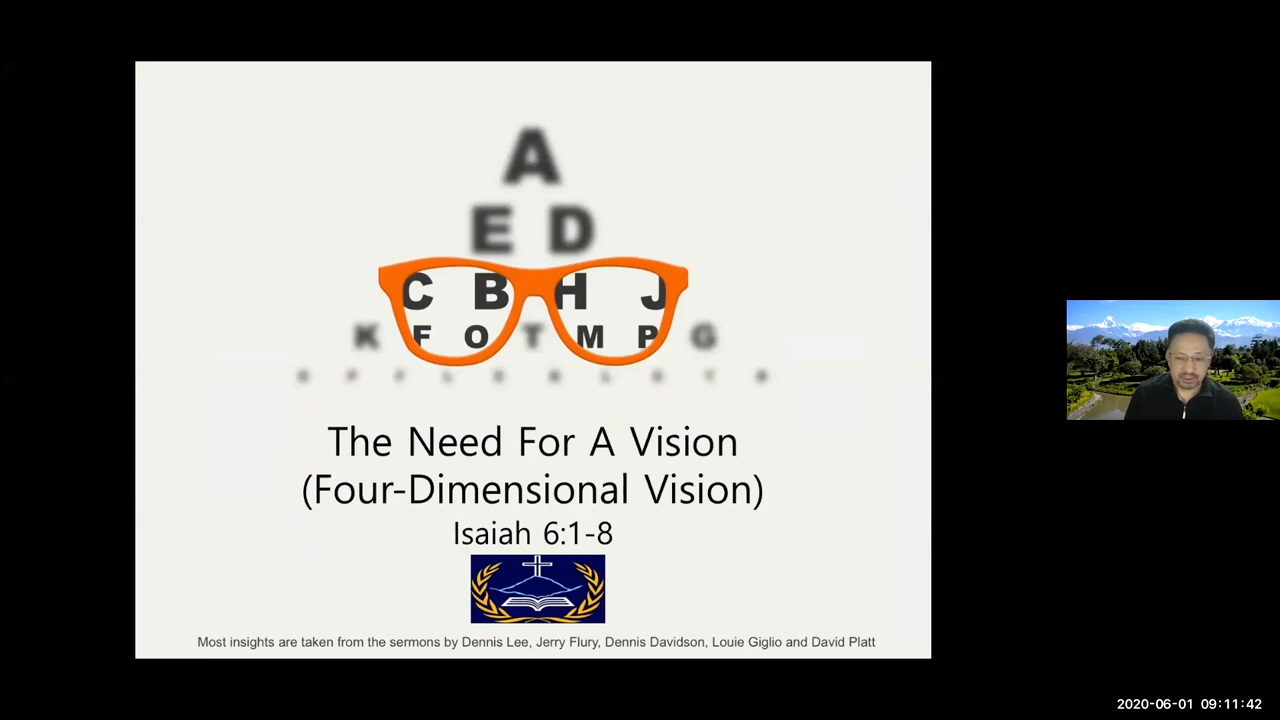 A
E D
C B H J
K F O T M P G
The Need For A Vision
(Four-Dimensional Vision)
Isaiah 6:1-8
Most insights are taken from the sermons by Dennis Lee, Jerry Flury, Dennis Davidson, Louie Giglio and David Platt
2020-06-01 09:11:42